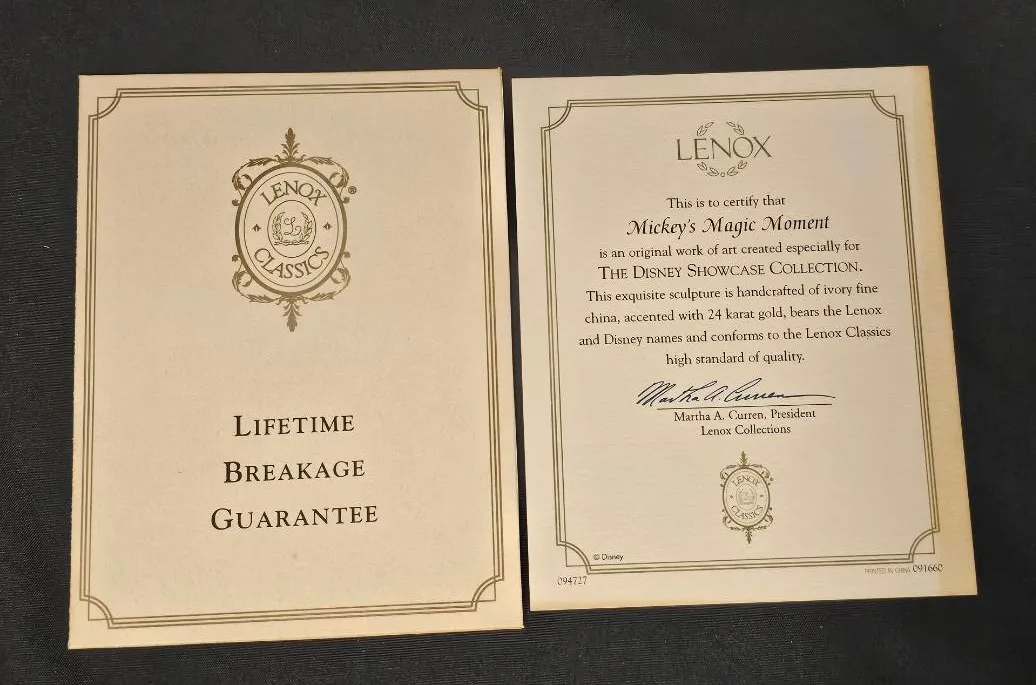 LENOX
CLASSICS
®
LIFETIME
BREAKAGE
GUARANTEE
LENOX
This is to certify that
Mickey's Magic Moment
is an original work of art created especially for
THE DISNEY SHOWCASE COLLECTION.
This exquisite sculpture is handcrafted of ivory fine
china, accented with 24 karat gold, bears the Lenox
and Disney names and conforms to the Lenox Classics
high standard of quality.
Martha A. Curren
Martha A. Curren, President
Lenox Collections
LENOX
CLASSICS
© Disney
094727
PRINTED IN CHINA 091660